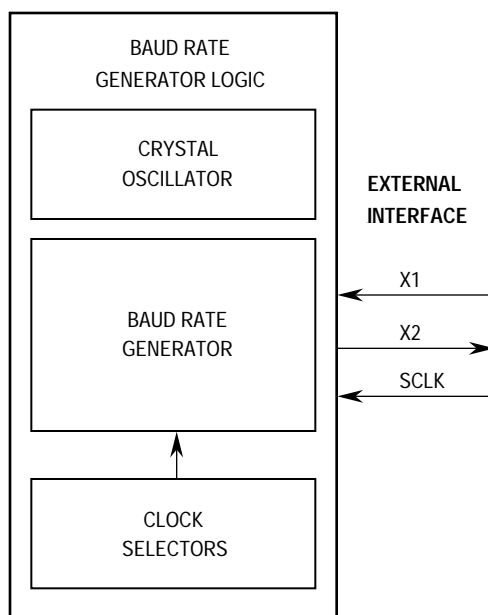 BAUD RATE
GENERATOR LOGIC
CRYSTAL
OSCILLATOR
EXTERNAL
INTERFACE
X1
BAUD RATE
GENERATOR
X2
SCLK
CLOCK
SELECTORS